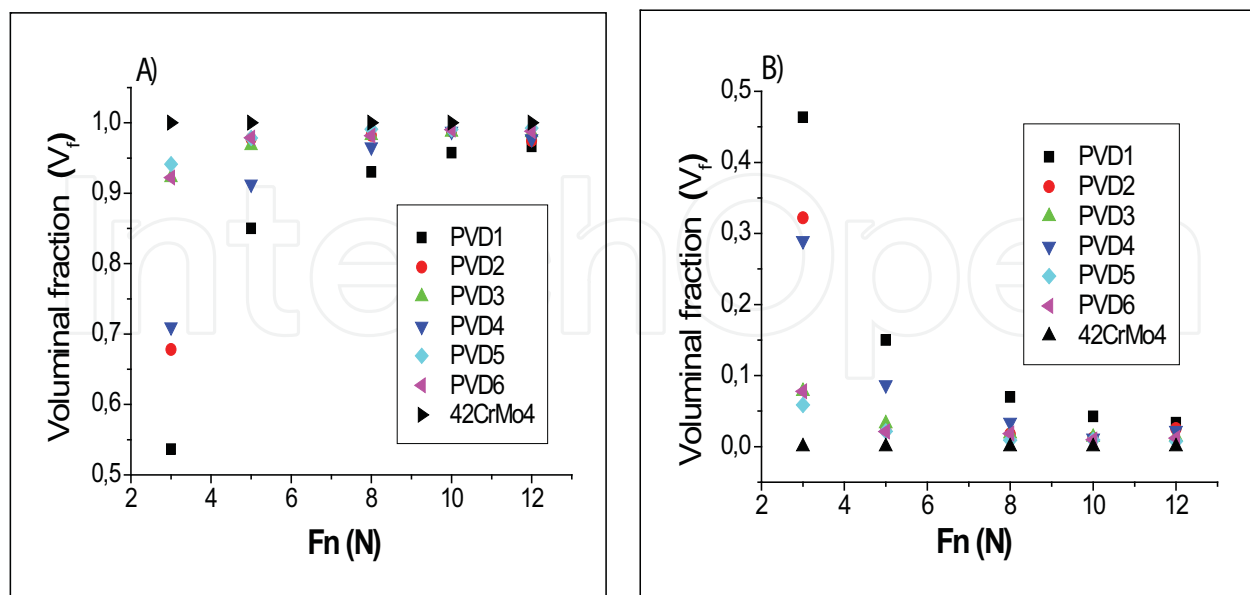 A)
Voluminal fraction (Vf)
1,0
0,9
0,8
0,7
0,6
0,5
2
4
6
8
10
12
Fn (N)
PVD1
PVD2
PVD3
PVD4
PVD5
PVD6
42CrMo4
B)
Voluminal fraction (Vf)
0,5
0,4
0,3
0,2
0,1
0,0
2
4
6
8
10
12
Fn (N)
PVD1
PVD2
PVD3
PVD4
PVD5
PVD6
42CrMo4
IntechOpen